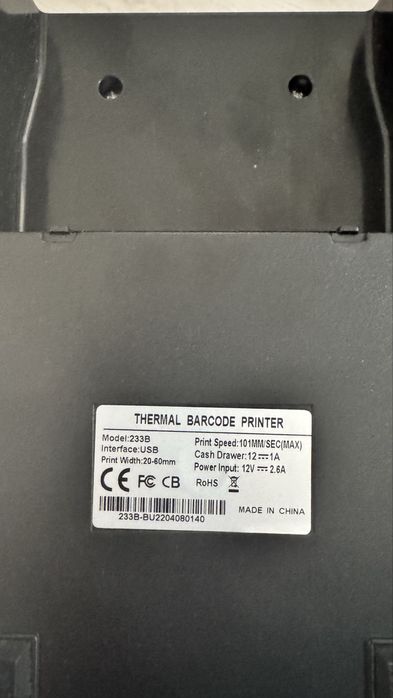 THERMAL BARCODE PRINTER
Model:233B
Interface:USB
Print Width:20-60mm
Print Speed:101MM/SEC(MAX)
Cash Drawer:12⎓1A
Power Input: 12V⎓2.6A
CE FC CB RoHS
233B-BU2204080140
MADE IN CHINA